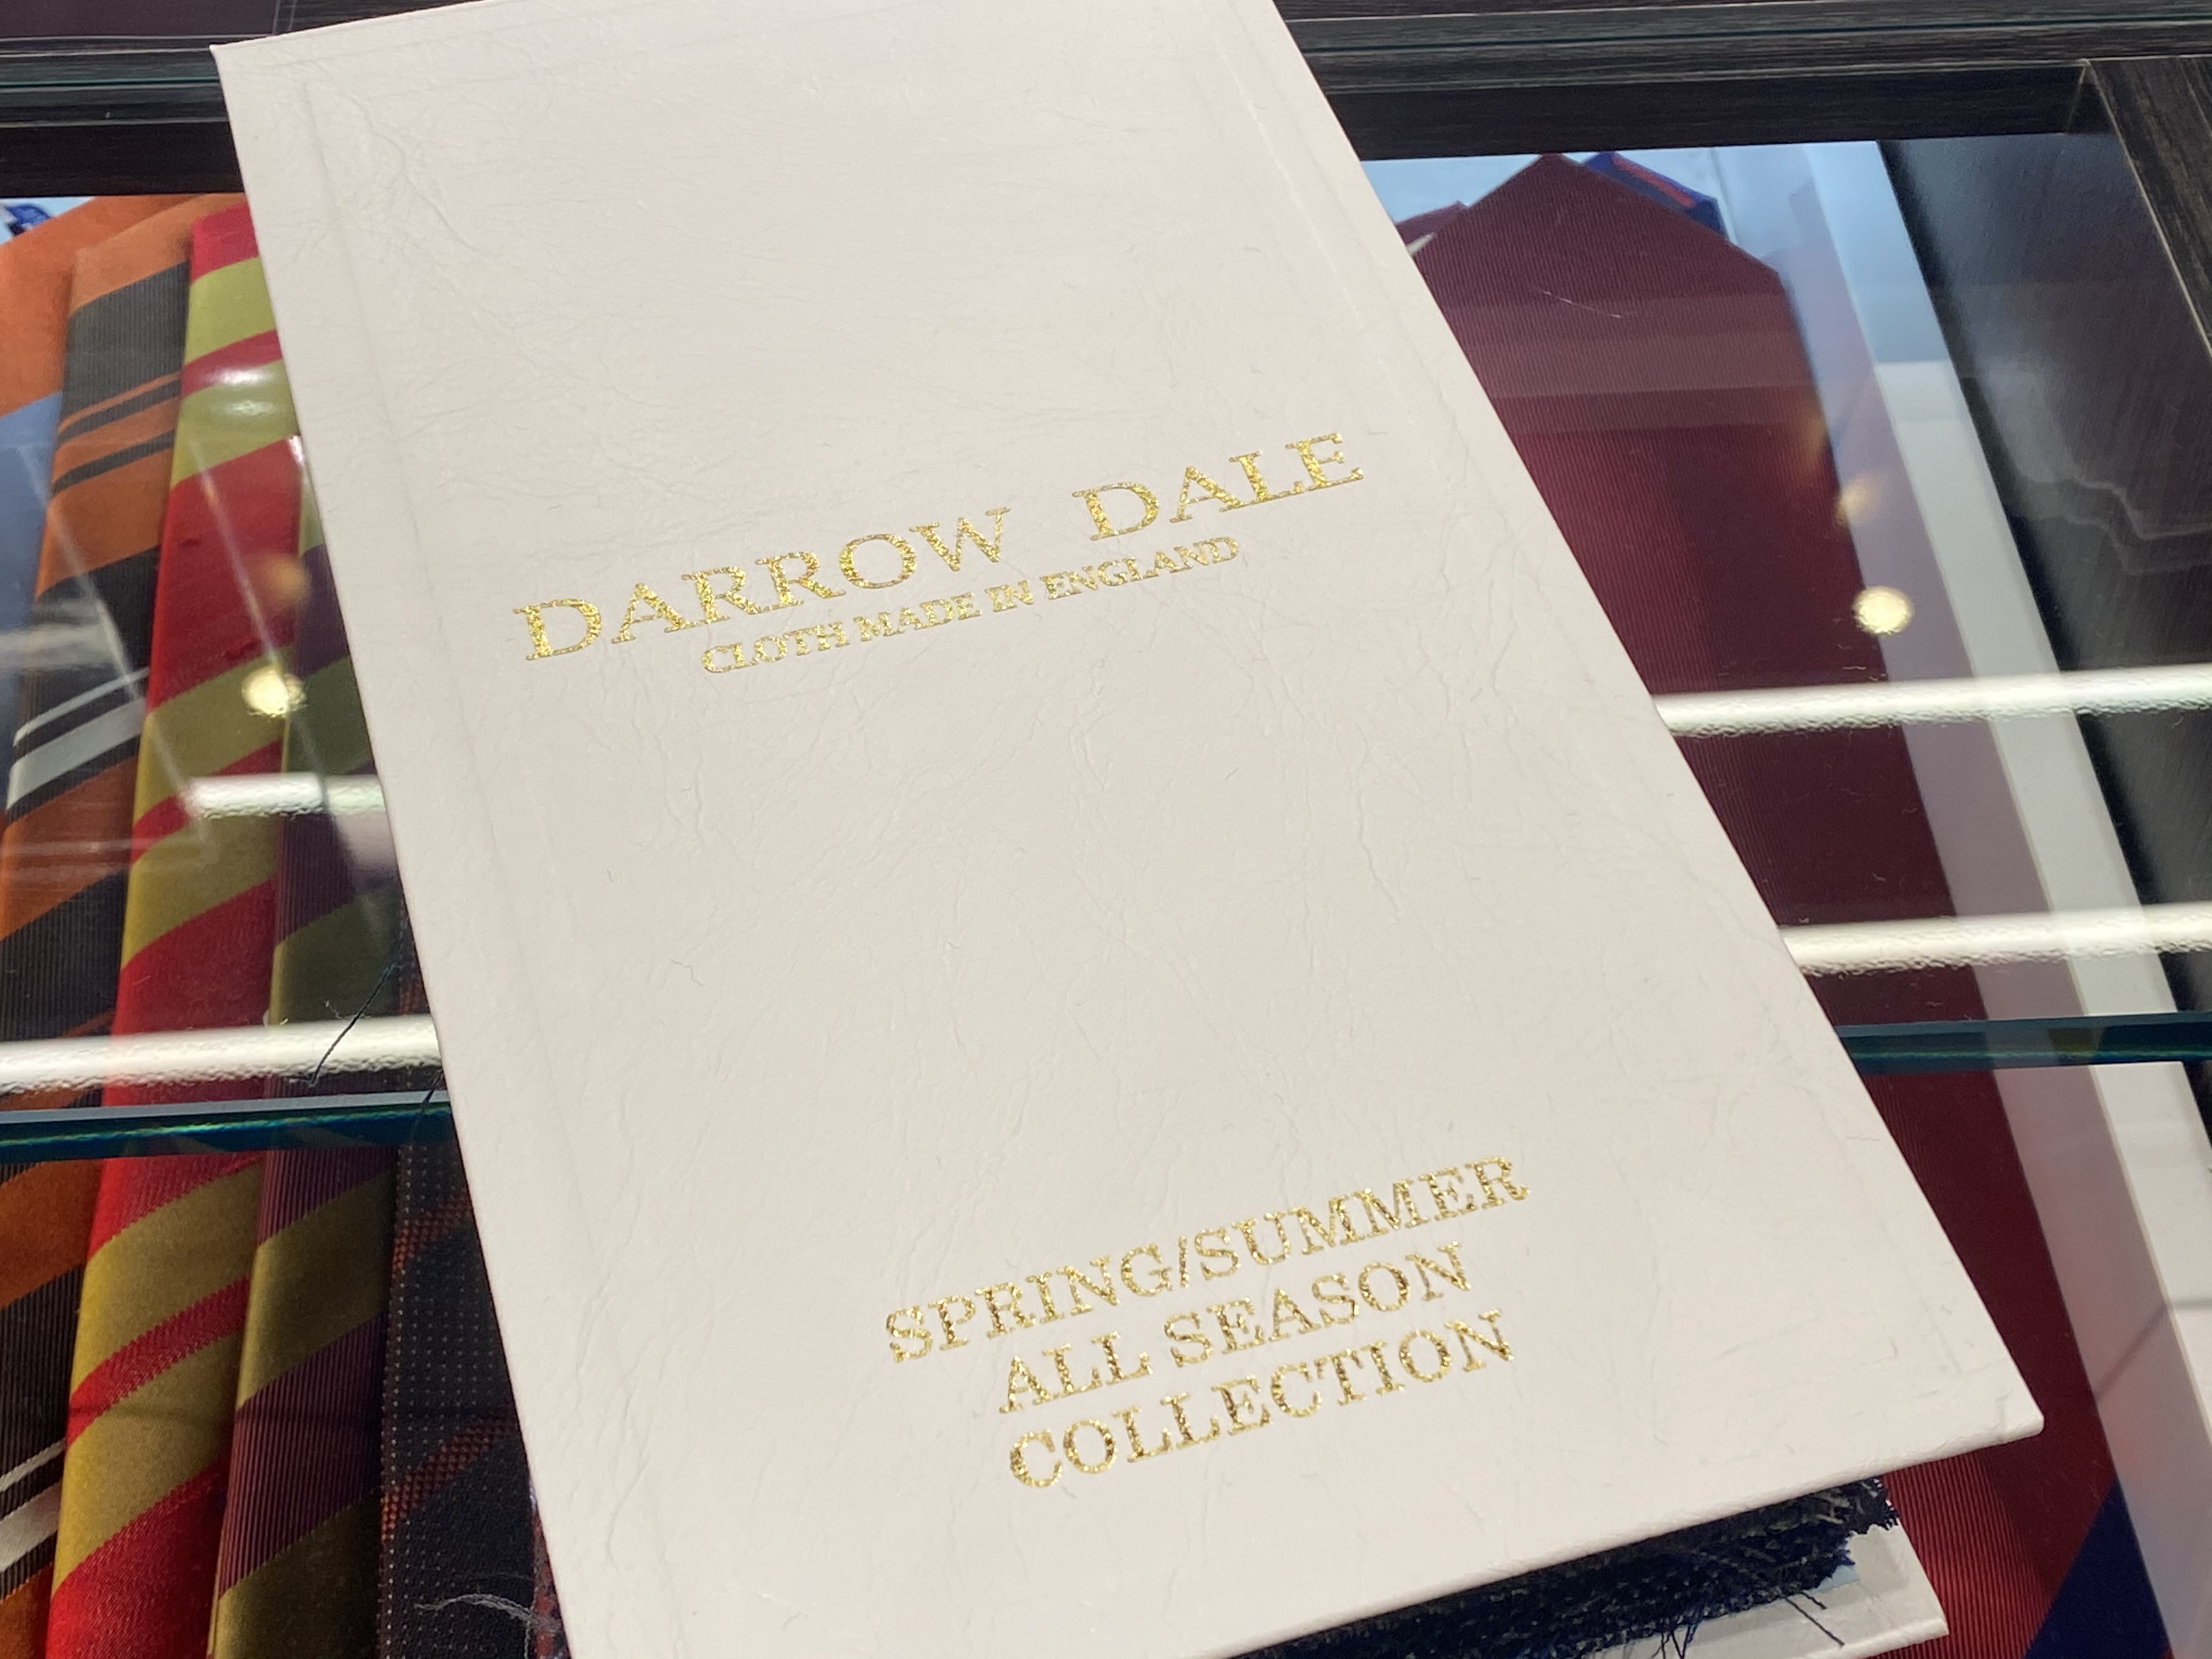 DARROW DALE
CLOTH MADE IN ENGLAND
SPRING/SUMMER
ALL SEASON
COLLECTION